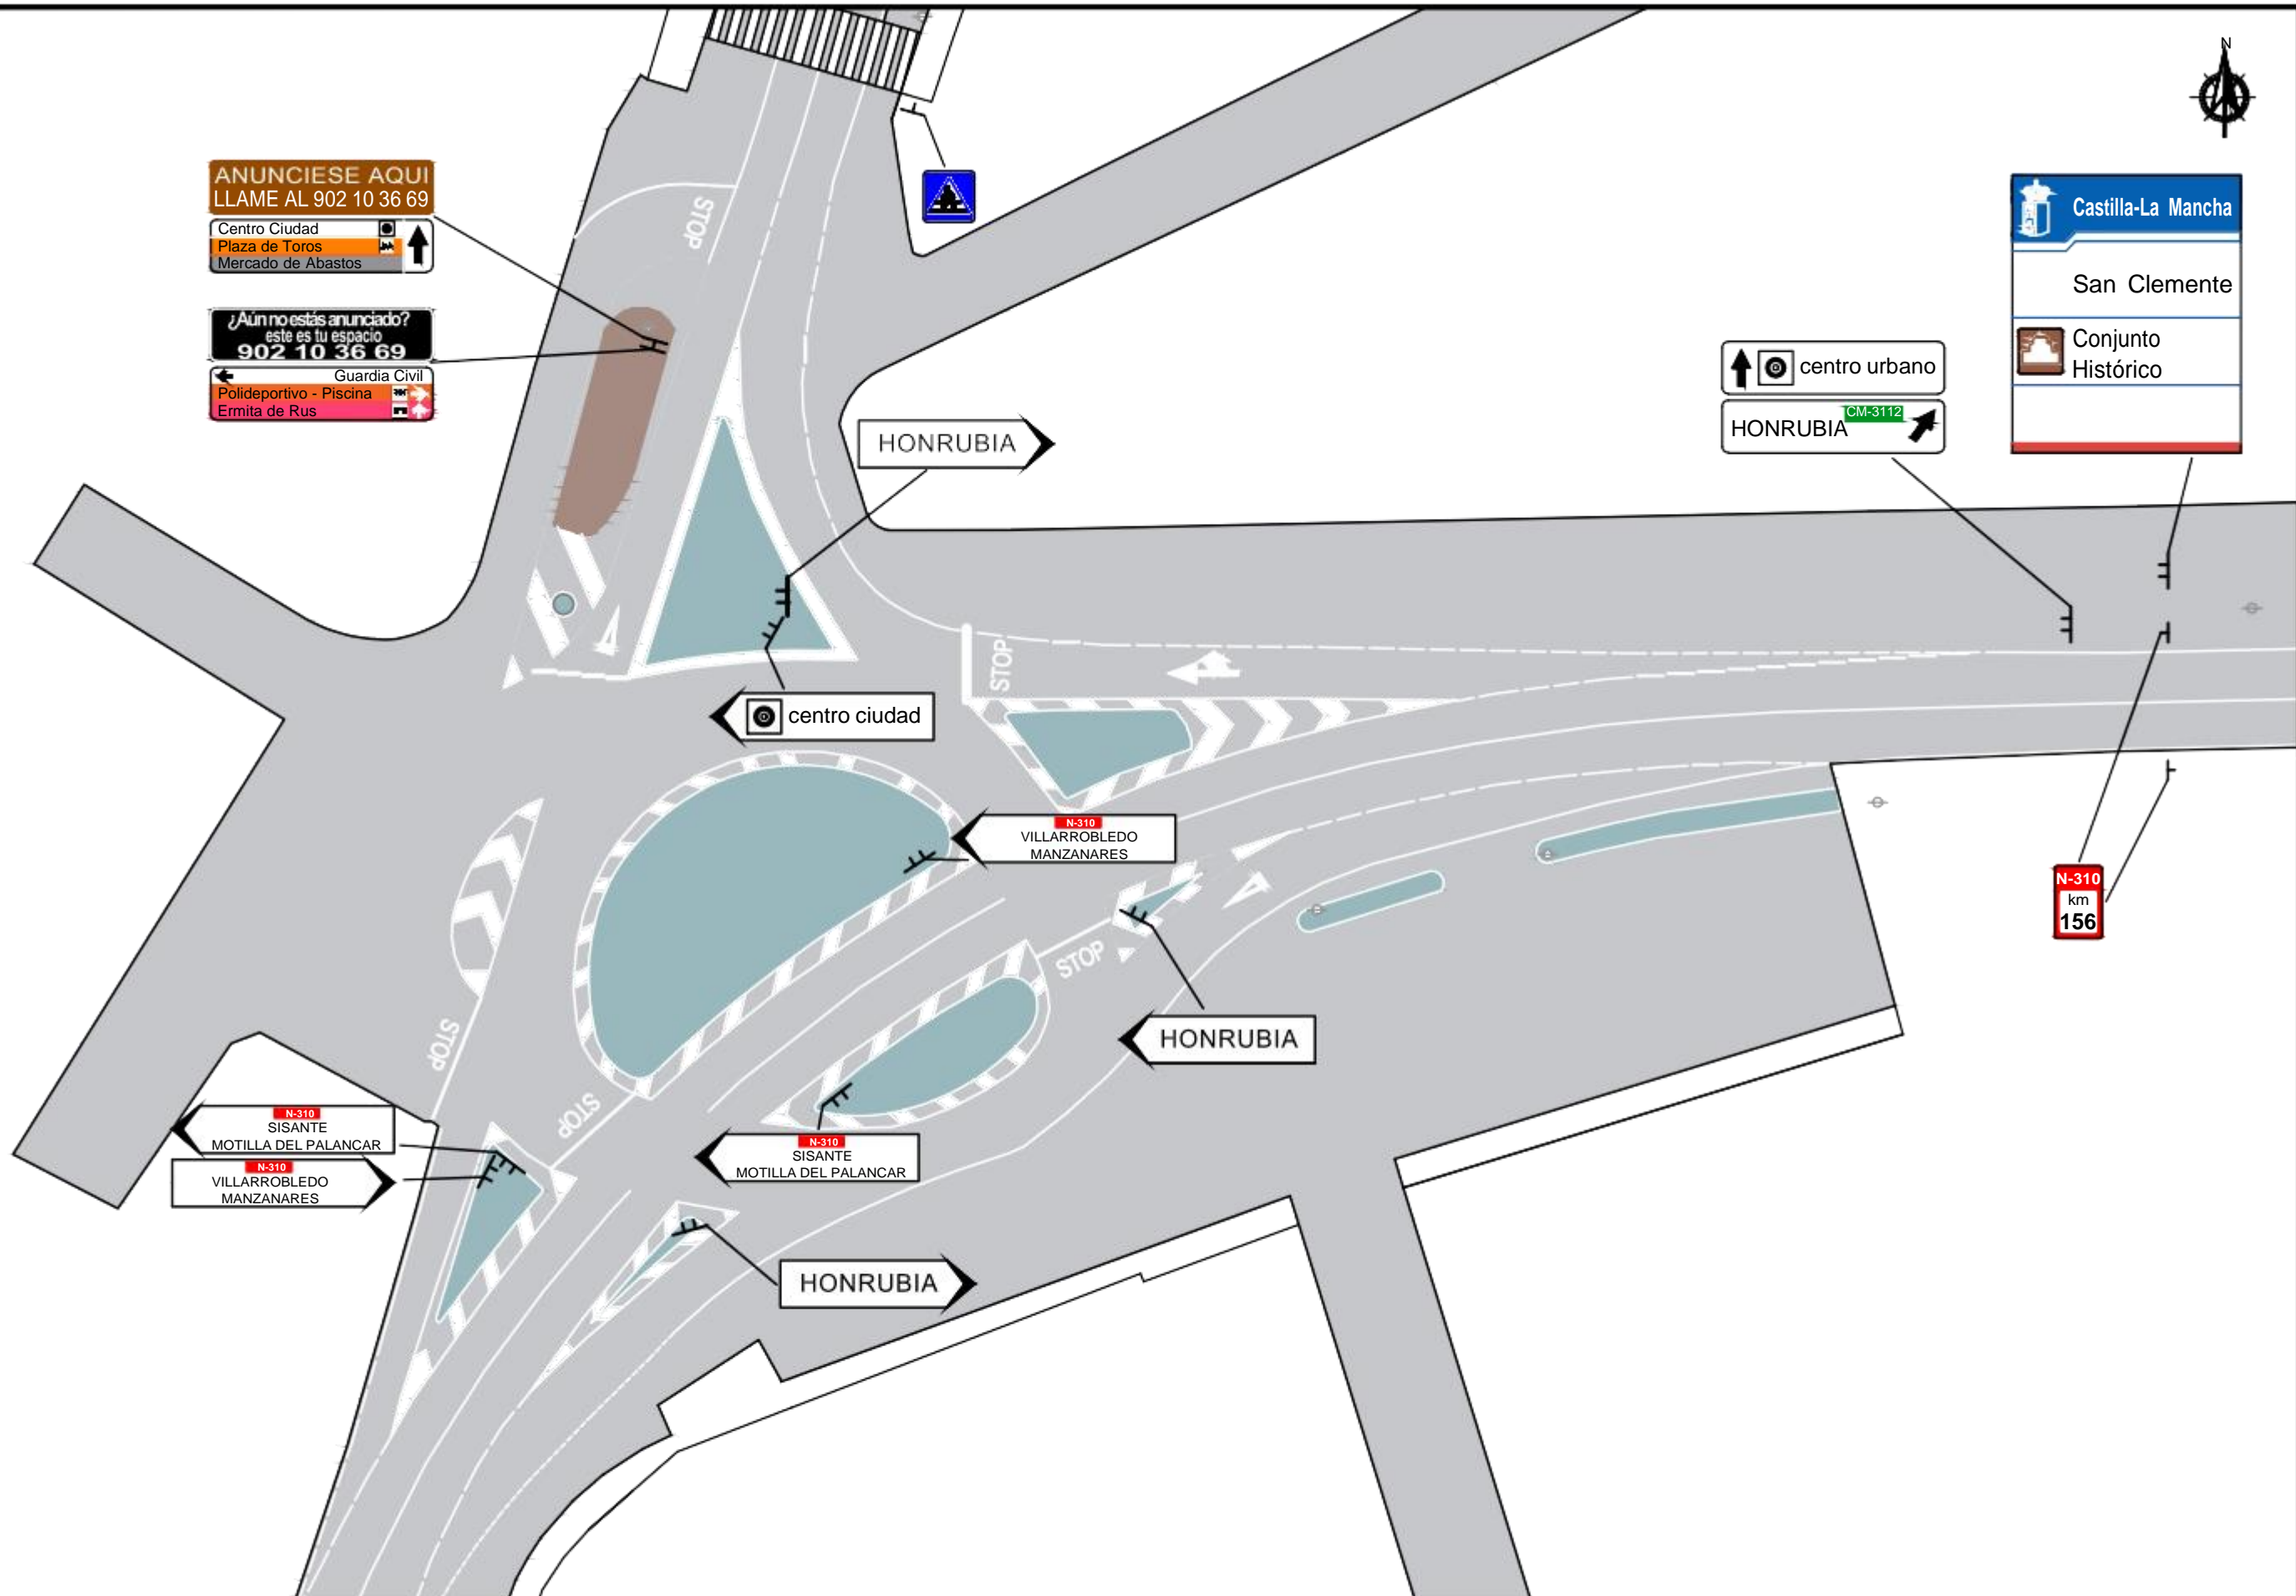 N
ANUNCIESE AQUI
LLAME AL 902 10 36 69
Centro Ciudad
Plaza de Toros
Mercado de Abastos
STOP
¿Aún no estás anunciado?
este es tu espacio
902 10 36 69
Guardia Civil
Polideportivo - Piscina
Ermita de Rus
Castilla-La Mancha
San Clemente
Conjunto
Histórico
centro urbano
CM-3112
HONRUBIA
HONRUBIA
STOP
centro ciudad
N-310
VILLARROBLEDO
MANZANARES
N-310
km
156
STOP
HONRUBIA
STOP
STOP
N-310
SISANTE
MOTILLA DEL PALANCAR
N-310
VILLARROBLEDO
MANZANARES
N-310
SISANTE
MOTILLA DEL PALANCAR
HONRUBIA